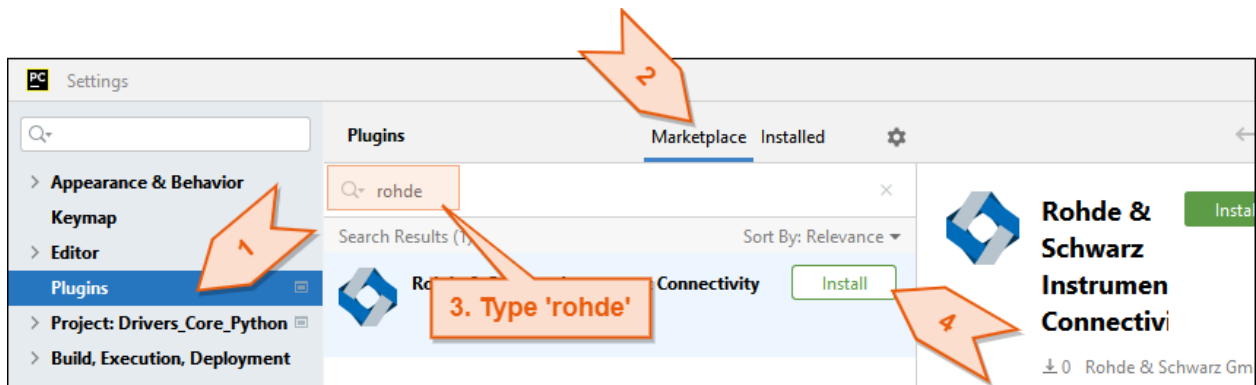 PC Settings
2
Plugins
Marketplace Installed
Appearance & Behavior
Keymap
Editor
Plugins
Project: Drivers_Core_Python
Build, Execution, Deployment
1
rohde
Search Results (1)
Sort By: Relevance
Connectivity
Install
3. Type 'rohde'
4
Rohde &
Schwarz
Instrumen
Connectivi
Instal
0 Rohde & Schwarz Gm